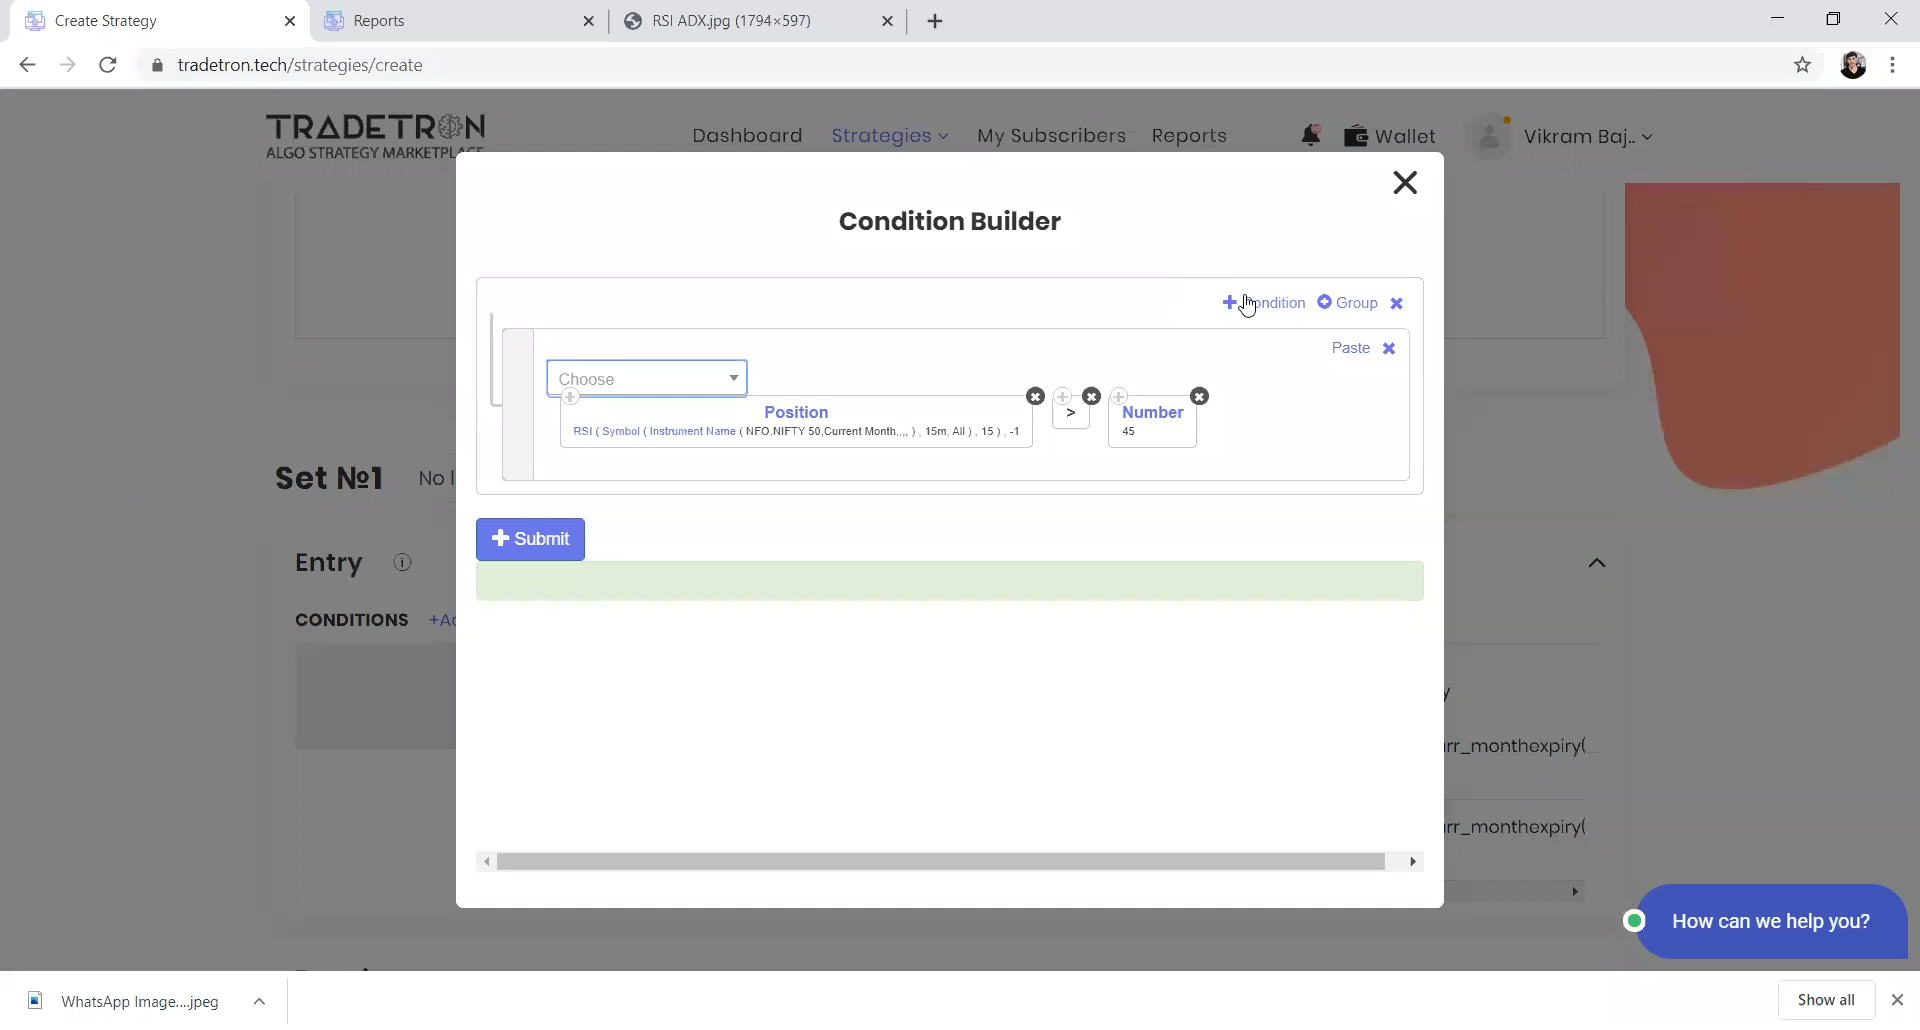 Create Strategy
Reports
RSI ADX.jpg (1794×597)
tradetron.tech/strategies/create
TRADETRON
ALGO STRATEGY MARKETPLACE
Dashboard
Strategies
My Subscribers
Reports
Wallet
Vikram Baj..
Condition Builder
Group
Paste
Choose
Position
RSI ( Symbol ( Instrument Name ( NFO,NIFTY 50,Current Month,,,, ) , 15m, All ) , 15 ) , -1
>
Number
45
Set №1
No
Submit
Entry
CONDITIONS
rr_monthexpiry(
rr_monthexpiry(
How can we help you?
WhatsApp Image....jpeg
Show all